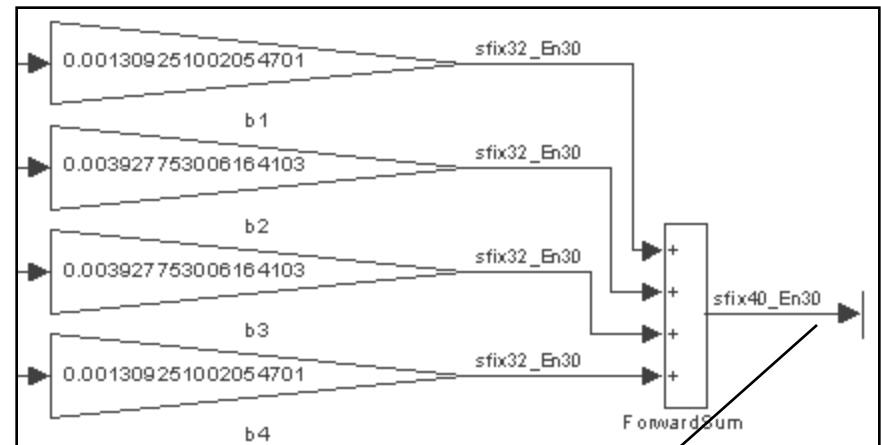 0.001309251002054701
sfix32_En30
b1
0.003927753006164103
sfix32_En30
b2
0.003927753006164103
sfix32_En30
b3
0.001309251002054701
sfix32_En30
b4
+
+
+
+
sfix40_En30
ForwardSum